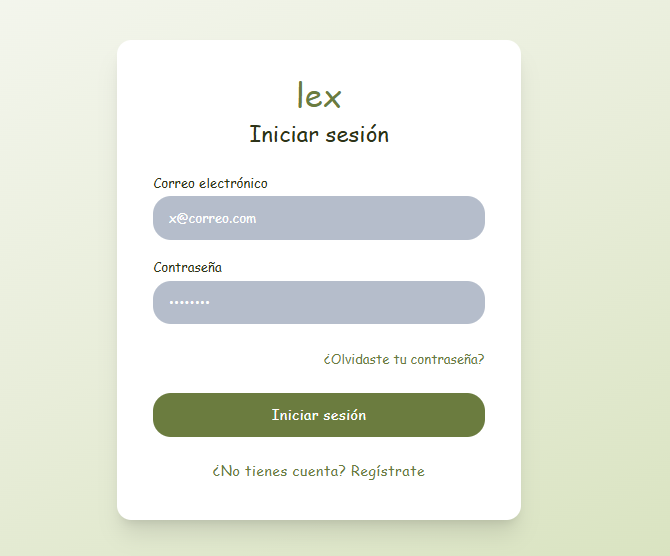 lex
Iniciar sesión
Correo electrónico
x@correo.com
Contraseña
••••••••
¿Olvidaste tu contraseña?
Iniciar sesión
¿No tienes cuenta? Regístrate